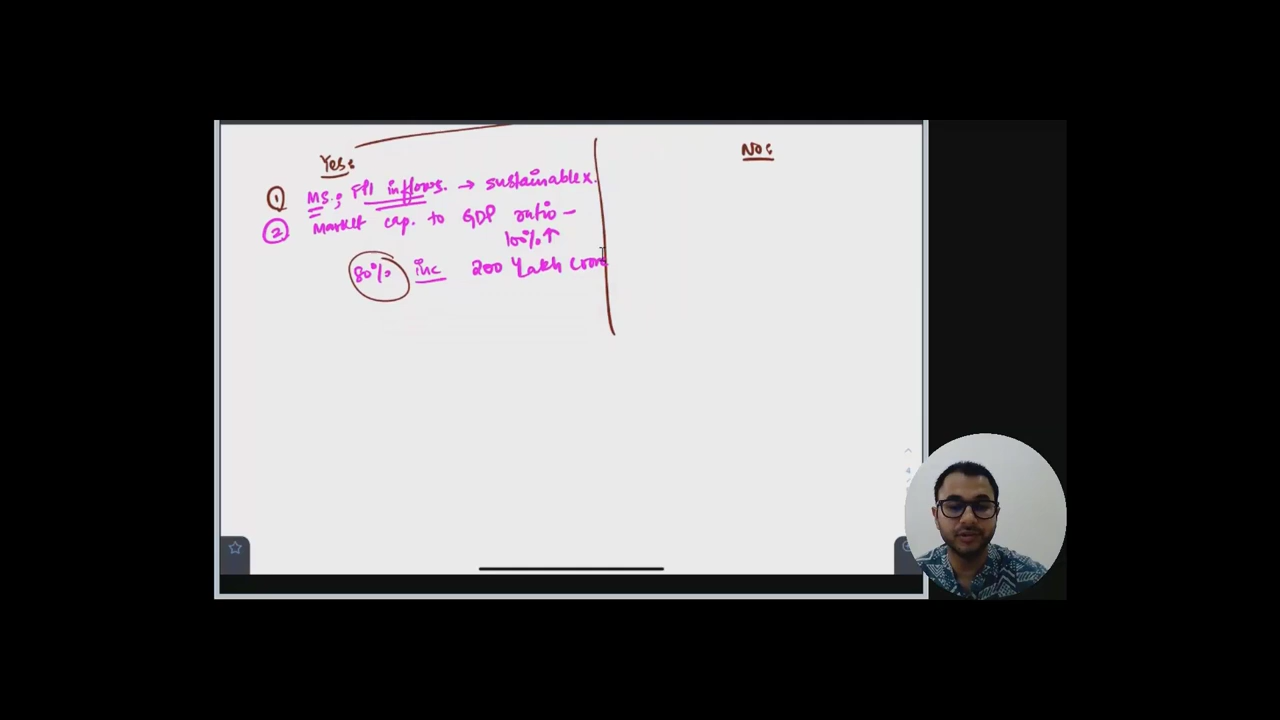 Yes:
① MS.; FPI inflows. → sustainable x.
② Market cap. to GDP ratio –
100% ↑
80% inc 200 Lakh Crore
No: